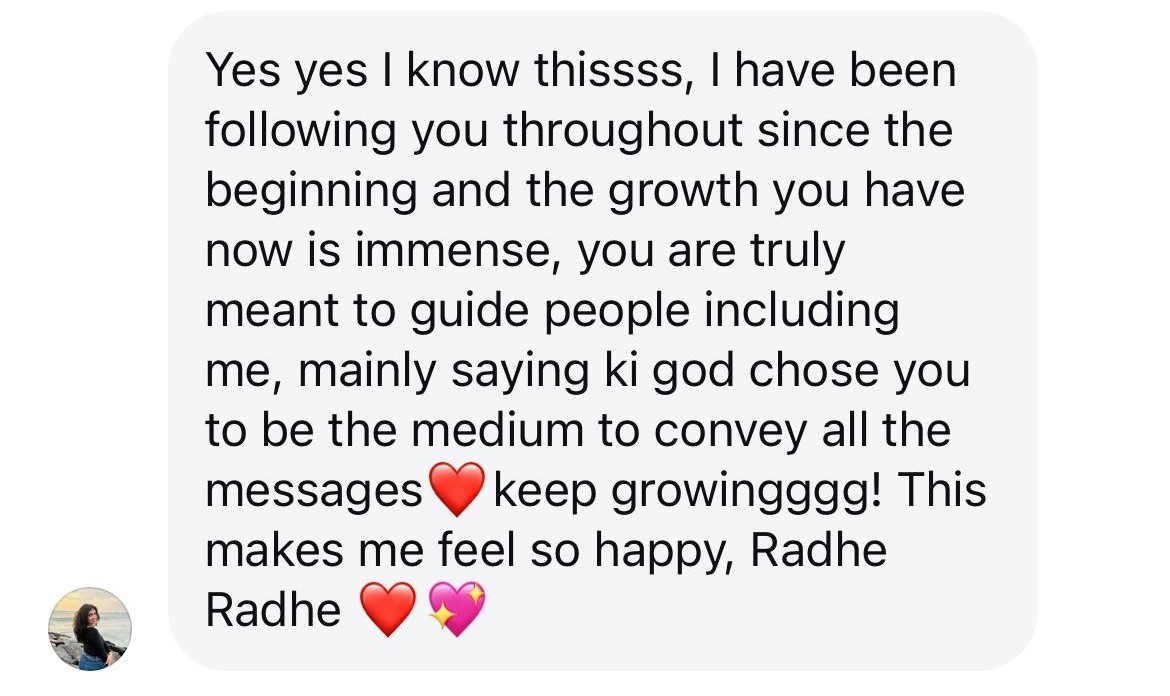 Yes yes I know thissss, I have been
following you throughout since the
beginning and the growth you have
now is immense, you are truly
meant to guide people including
me, mainly saying ki god chose you
to be the medium to convey all the
messages❤️keep growingggg! This
makes me feel so happy, Radhe
Radhe ❤️ 💖